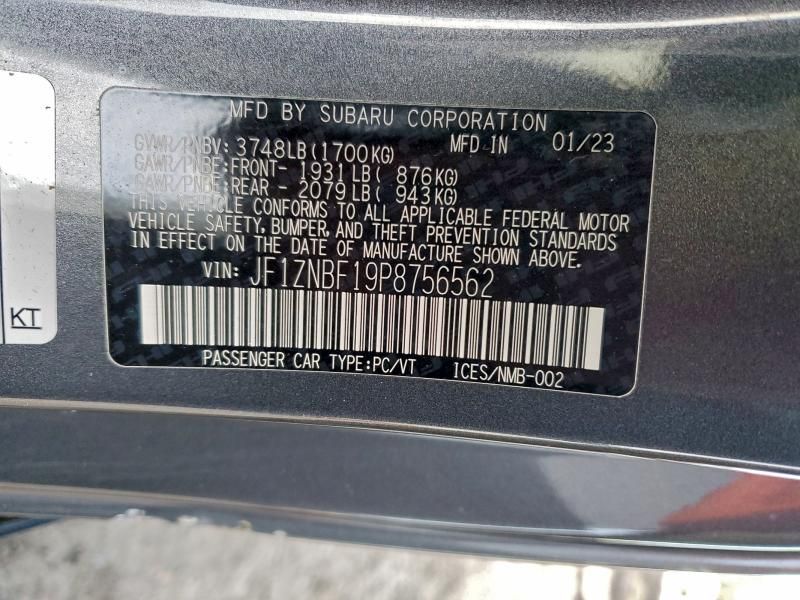 MFD BY SUBARU CORPORATION
GVWR/PNBV: 3748LB(1700KG) MFD IN 01/23
GAWR/PNBE:FRONT- 1931LB( 876KG)
GAWR/PNBE:REAR - 2079LB( 943KG)
THIS VEHICLE CONFORMS TO ALL APPLICABLE FEDERAL MOTOR
VEHICLE SAFETY, BUMPER, AND THEFT PREVENTION STANDARDS
IN EFFECT ON THE DATE OF MANUFACTURE SHOWN ABOVE.
VIN: JF1ZNBF19P8756562
PASSENGER CAR TYPE:PC/VT ICES/NMB-002
KT